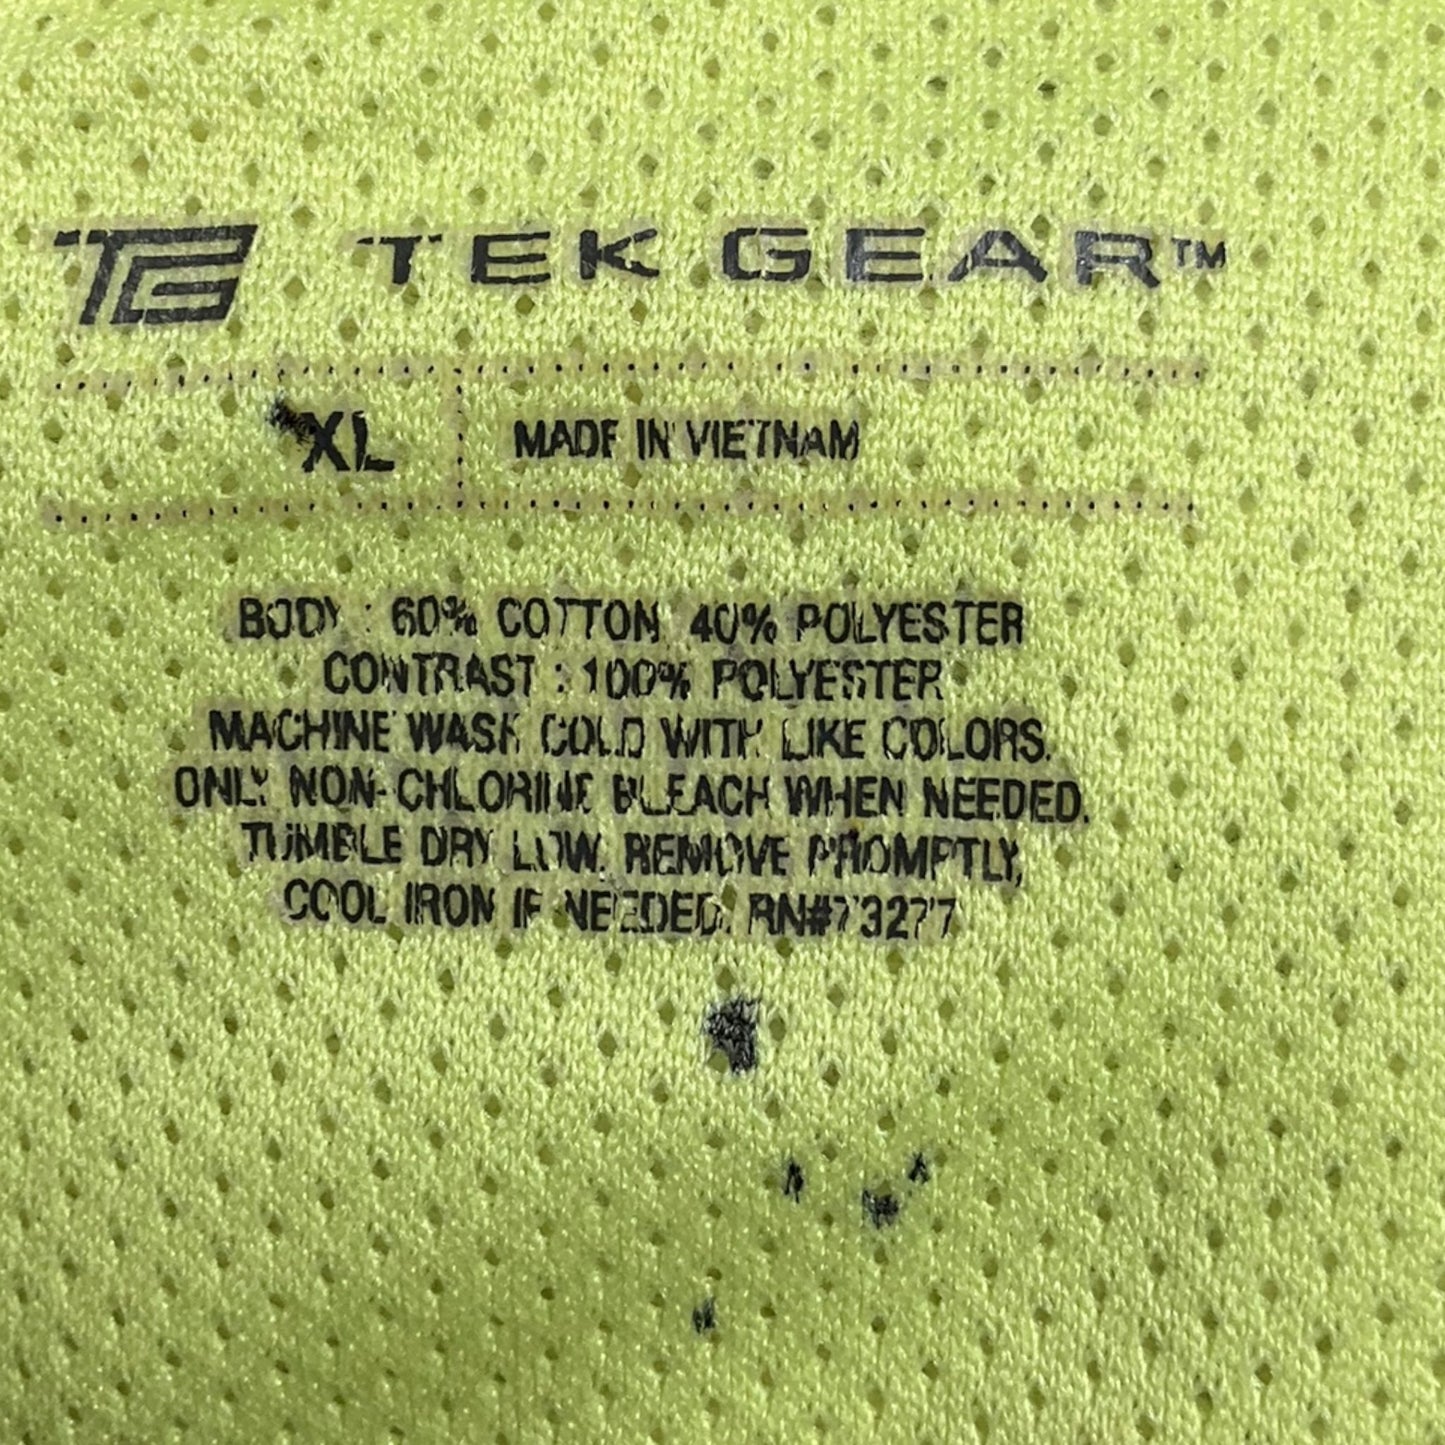 TG TEK GEAR™
XL MADE IN VIETNAM
BODY : 60% COTTON 40% POLYESTER
CONTRAST : 100% POLYESTER
MACHINE WASH COLD WITH LIKE COLORS.
ONLY NON-CHLORINE BLEACH WHEN NEEDED.
TUMBLE DRY LOW. REMOVE PROMPTLY,
COOL IRON IF NEEDED. RN#73277